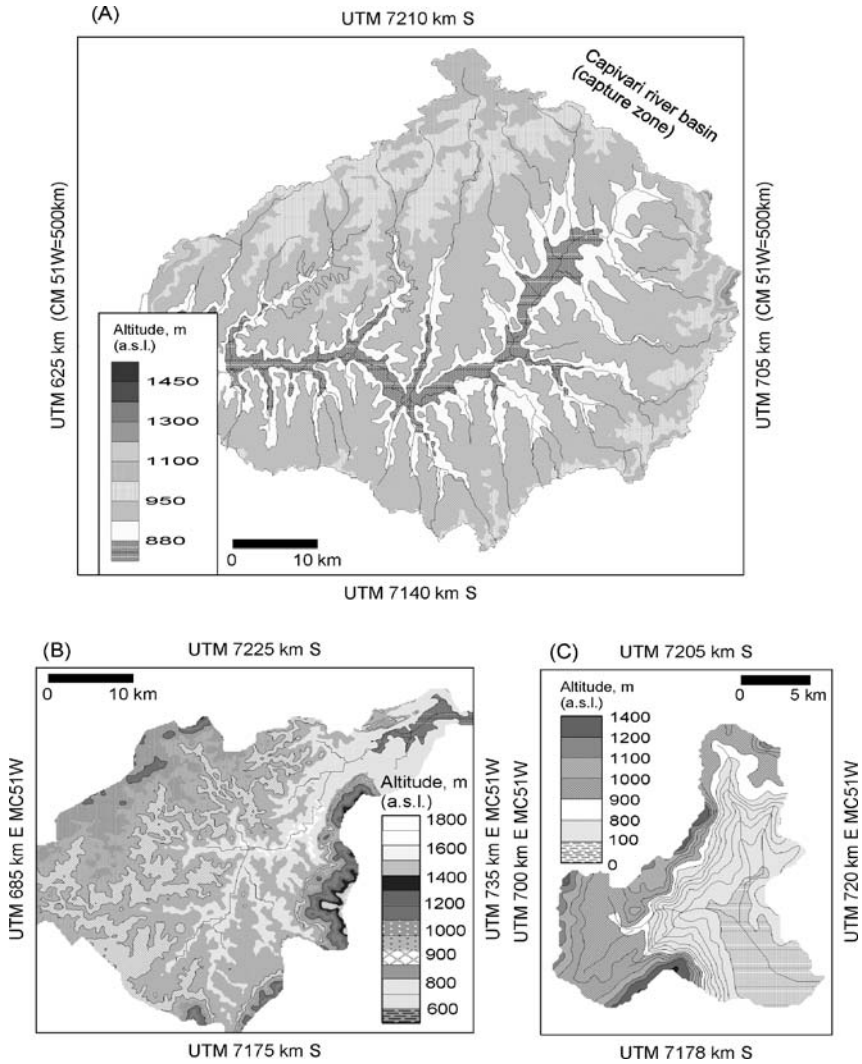 (A)
UTM 7210 km S
Capivari river basin
(capture zone)
UTM 625 km (CM 51W=500km)
UTM 705 km (CM 51W=500km)
Altitude, m
(a.s.l.)
1450
1300
1100
950
880
0 10 km
UTM 7140 km S
(B)
UTM 7225 km S
0 10 km
UTM 685 km E MC51W
UTM 735 km E MC51W
Altitude, m
(a.s.l.)
1800
1600
1400
1200
1000
900
800
600
UTM 7175 km S
(C)
UTM 7205 km S
Altitude, m
(a.s.l.)
1400
1200
1000
900
800
100
0
0 5 km
UTM 700 km E MC51W
UTM 720 km E MC51W
UTM 7178 km S